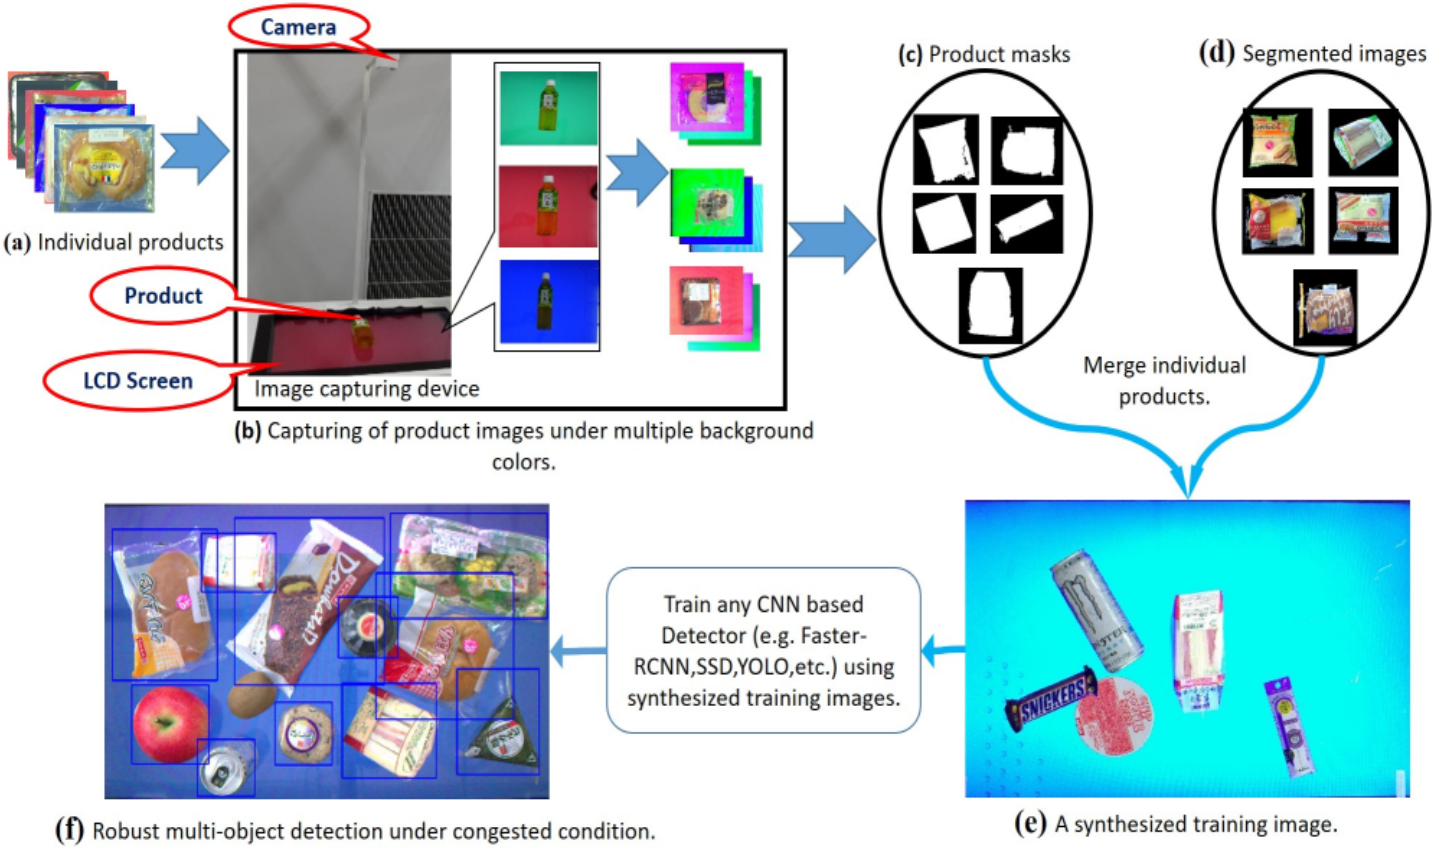 Camera
(c) Product masks
(d) Segmented images
(a) Individual products
Product
LCD Screen
Image capturing device
(b) Capturing of product images under multiple background
colors.
Merge individual
products.
Train any CNN based
Detector (e.g. Faster-
RCNN,SSD,YOLO,etc.) using
synthesized training images.
SNICKERS
(f) Robust multi-object detection under congested condition.
(e) A synthesized training image.